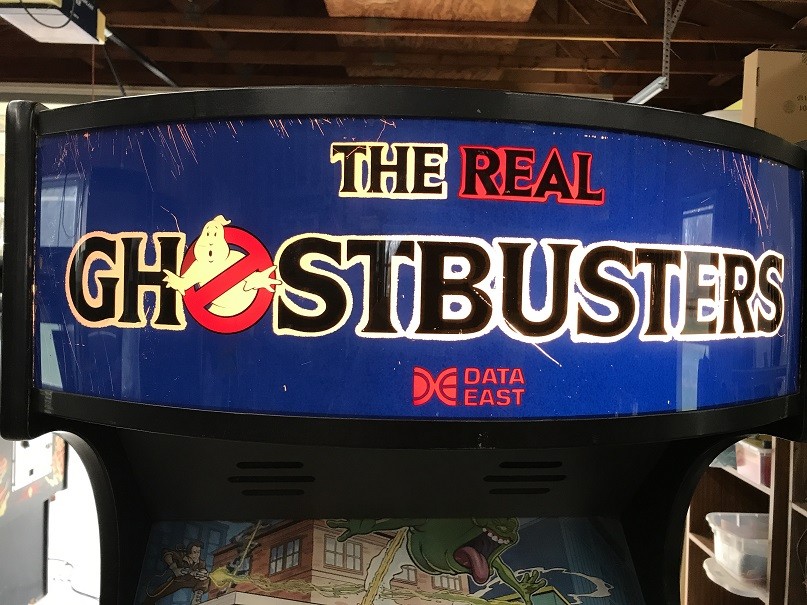 THE REAL
GHOSTBUSTERS
DATA
EAST